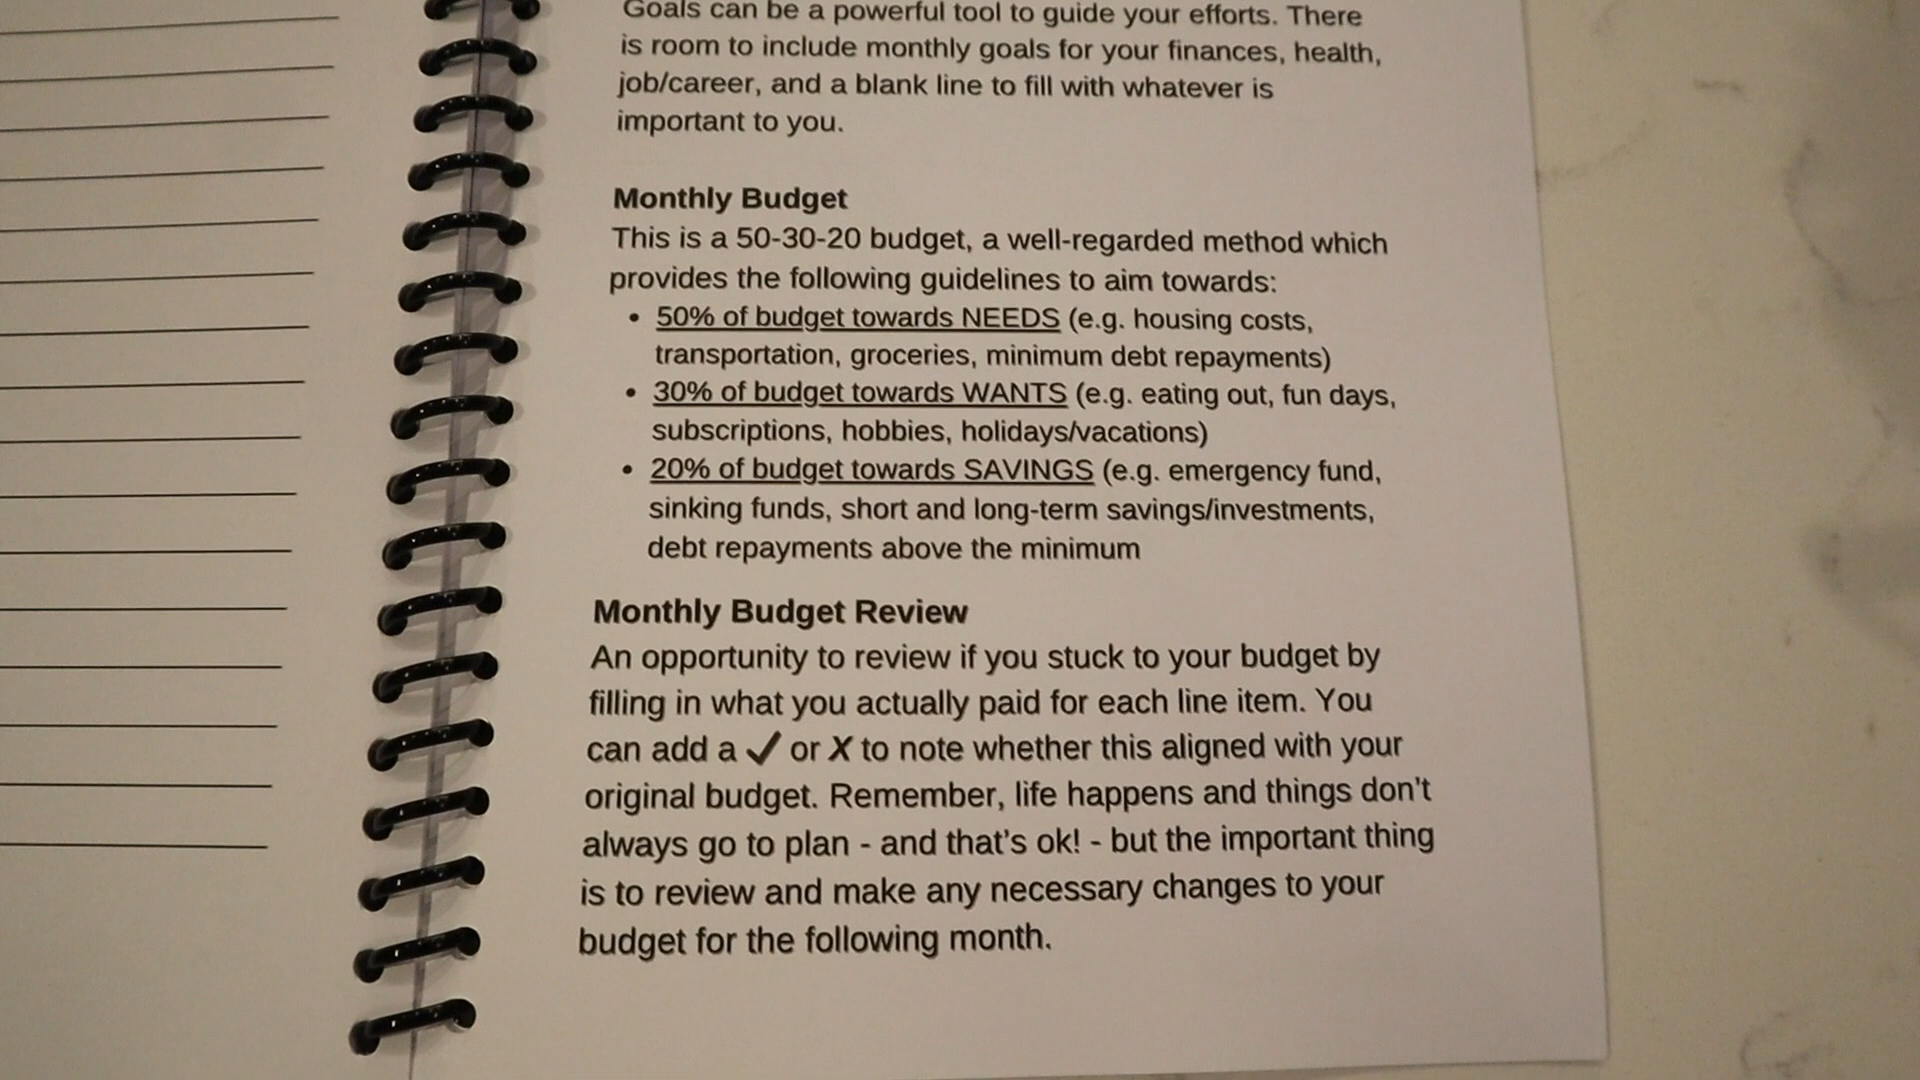 Goals can be a powerful tool to guide your efforts. There
is room to include monthly goals for your finances, health,
job/career, and a blank line to fill with whatever is
important to you.
Monthly Budget
This is a 50-30-20 budget, a well-regarded method which
provides the following guidelines to aim towards:
• 50% of budget towards NEEDS (e.g. housing costs,
transportation, groceries, minimum debt repayments)
• 30% of budget towards WANTS (e.g. eating out, fun days,
subscriptions, hobbies, holidays/vacations)
• 20% of budget towards SAVINGS (e.g. emergency fund,
sinking funds, short and long-term savings/investments,
debt repayments above the minimum
Monthly Budget Review
An opportunity to review if you stuck to your budget by
filling in what you actually paid for each line item. You
can add a ✓ or X to note whether this aligned with your
original budget. Remember, life happens and things don't
always go to plan - and that's ok! - but the important thing
is to review and make any necessary changes to your
budget for the following month.